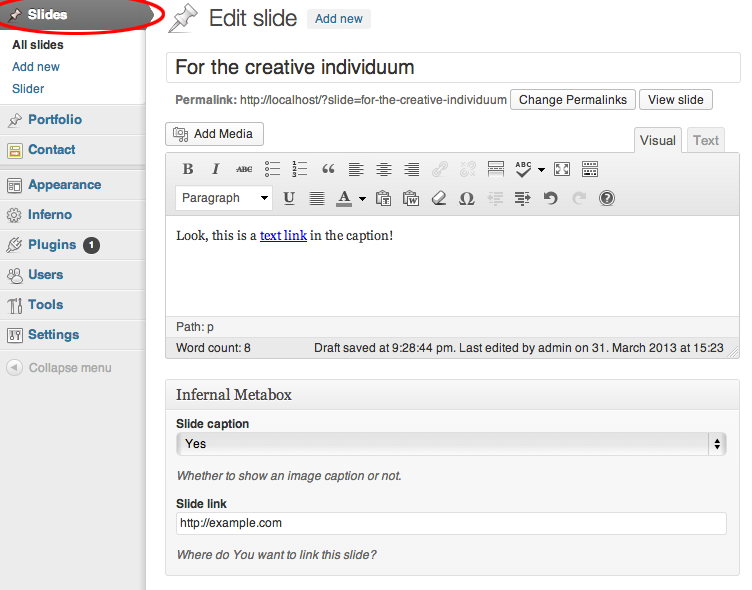 Slides
All slides
Add new
Slider
Portfolio
Contact
Appearance
Inferno
Plugins 1
Users
Tools
Settings
Collapse menu
Edit slide Add new
For the creative individuum
Permalink: http://localhost/?slide=for-the-creative-individuum Change Permalinks View slide
Add Media
Visual Text
B I ABC ABC
Paragraph U A T W Ω ?
Look, this is a text link in the caption!
Path: p
Word count: 8 Draft saved at 9:28:44 pm. Last edited by admin on 31. March 2013 at 15:23
Infernal Metabox
Slide caption
Yes
Whether to show an image caption or not.
Slide link
http://example.com
Where do You want to link this slide?